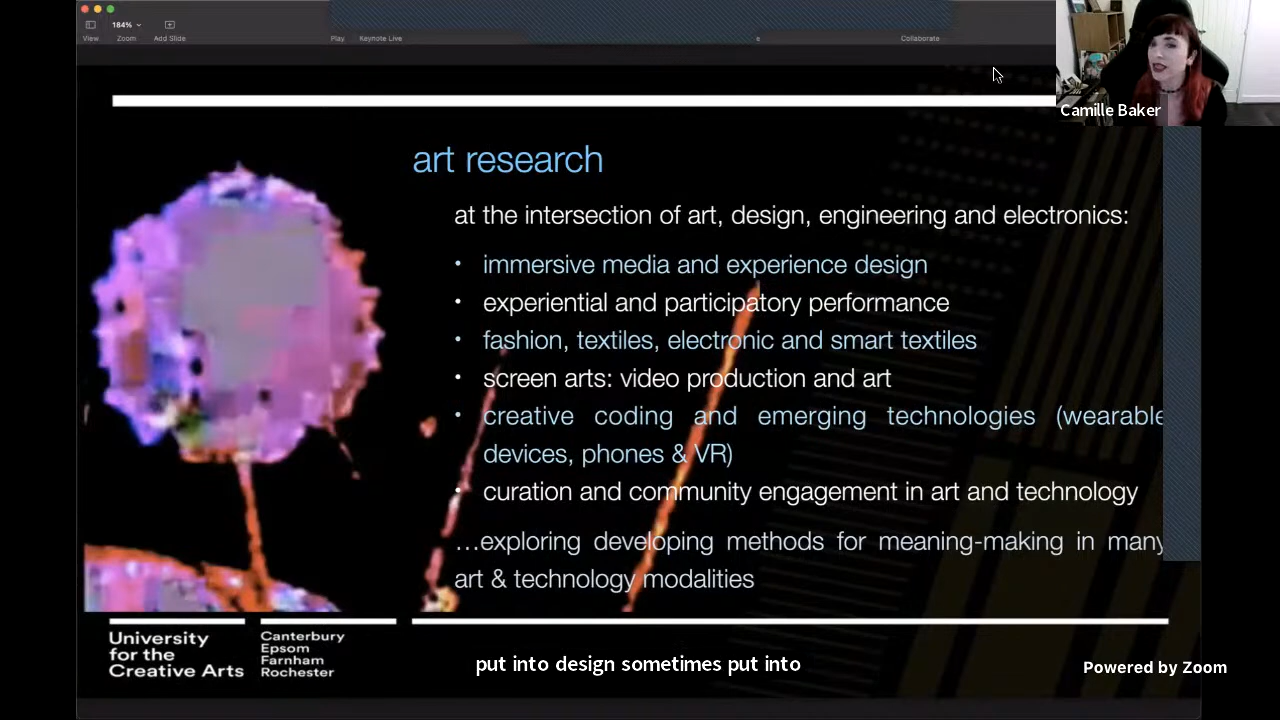 184%
View
Zoom
Add Slide
Play
Keynote Live
e
Collaborate
Camille Baker
art research
at the intersection of art, design, engineering and electronics:
• immersive media and experience design
• experiential and participatory performance
• fashion, textiles, electronic and smart textiles
• screen arts: video production and art
• creative coding and emerging technologies (wearable
devices, phones & VR)
• curation and community engagement in art and technology
…exploring developing methods for meaning-making in many
art & technology modalities
University
for the
Creative Arts
Canterbury
Epsom
Farnham
Rochester
put into design sometimes put into
Powered by Zoom